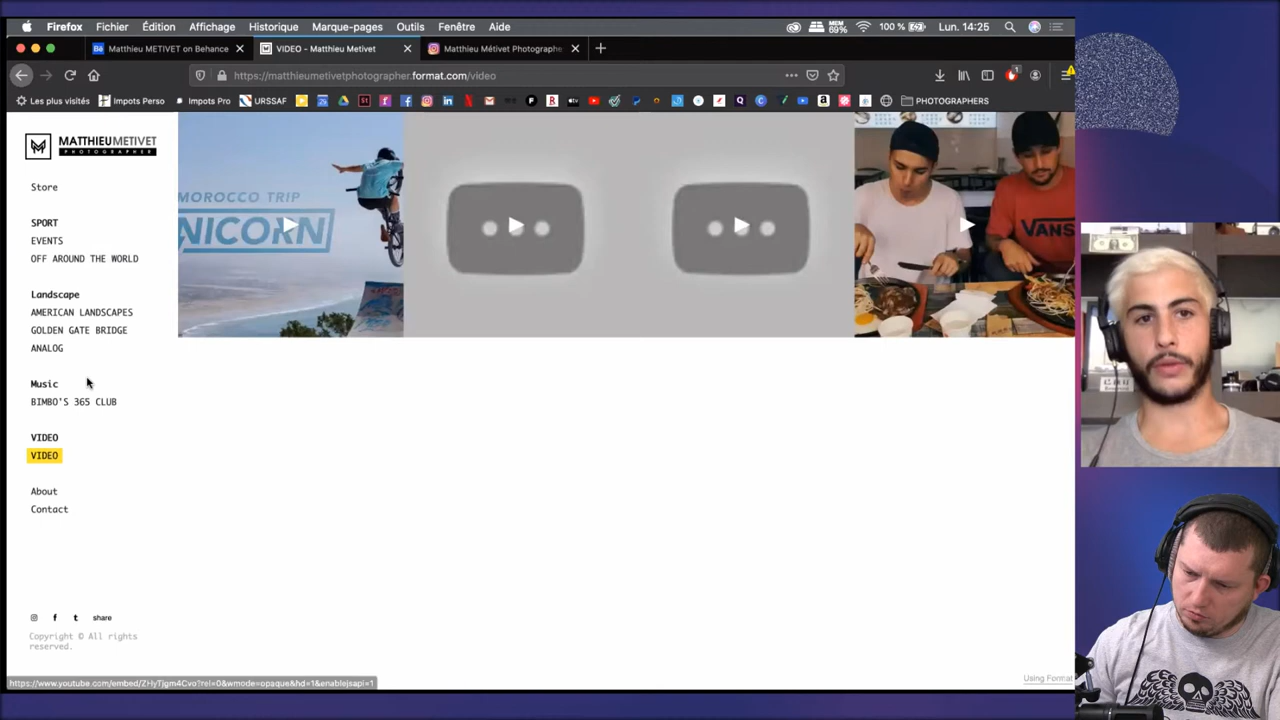 Firefox Fichier Édition Affichage Historique Marque-pages Outils Fenêtre Aide MEM 69% 100 % Lun. 14:25
Matthieu METIVET on Behance VIDEO - Matthieu Metivet Matthieu Métivet Photographe
https://matthieumetivetphotographer.format.com/video
Les plus visités Impots Perso Impots Pro URSSAF PHOTOGRAPHERS
MATTHIEUMETIVET
PHOTOGRAPHER
Store
SPORT
EVENTS
OFF AROUND THE WORLD
Landscape
AMERICAN LANDSCAPES
GOLDEN GATE BRIDGE
ANALOG
Music
BIMBO'S 365 CLUB
VIDEO
VIDEO
About
Contact
share
Copyright © All rights
reserved.
MOROCCO TRIP
NICORN
VANS
Using Format